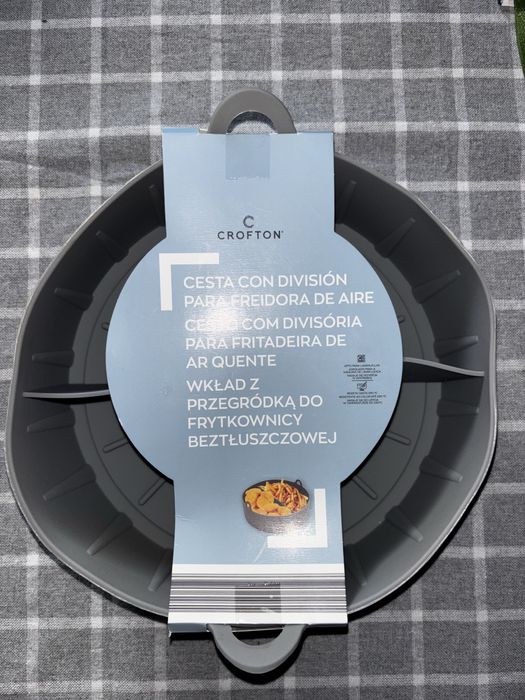 CROFTON
CESTA CON DIVISIÓN
PARA FREIDORA DE AIRE
CESTO COM DIVISÓRIA
PARA FRITADEIRA DE
AR QUENTE
WKŁAD Z
PRZEGRÓDKĄ DO
FRYTKOWNICY
BEZTŁUSZCZOWEJ